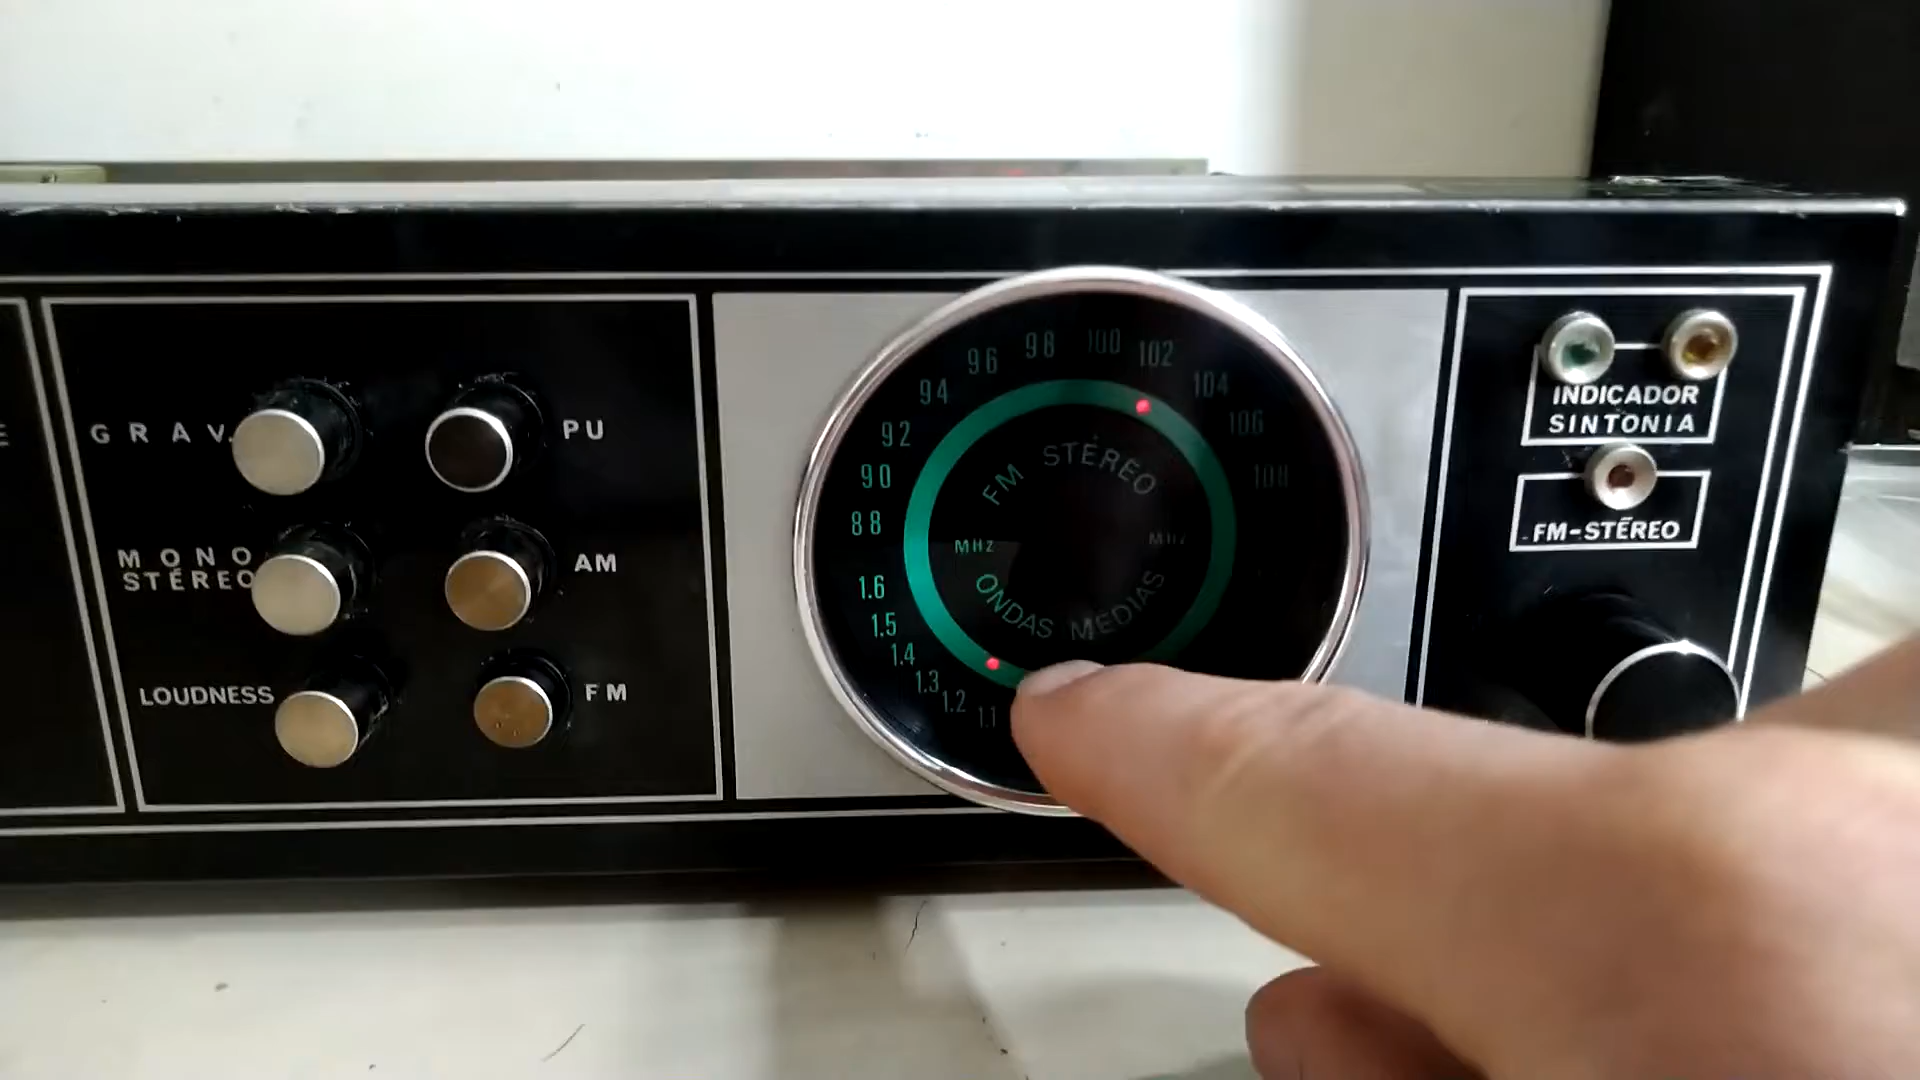 E
GRAV.
PU
MONO
STÉREO
AM
LOUDNESS
FM
88 90 92 94 96 98 100 102 104 106 108
FM STÉREO
MHz MHz
ONDAS MÉDIAS
1.6 1.5 1.4 1.3 1.2 1.1
INDICADOR
SINTONIA
FM-STÉREO